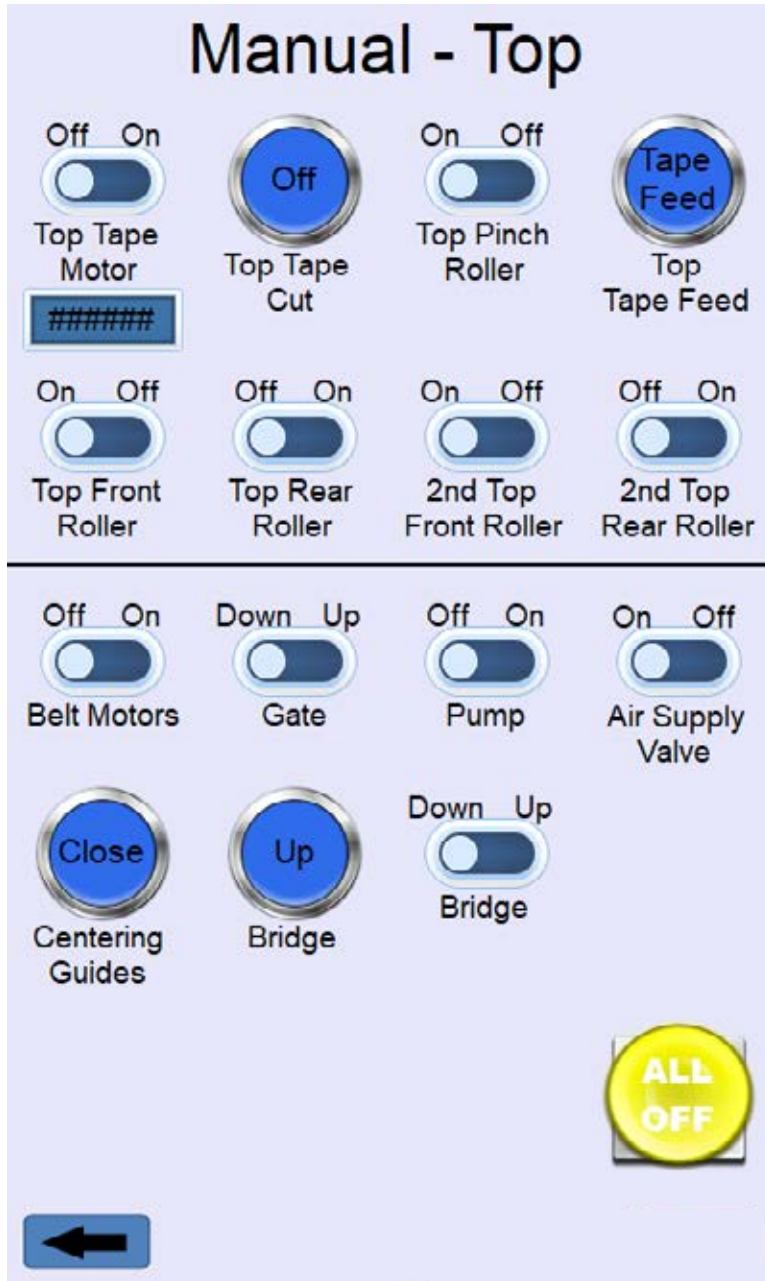 Manual - Top
Off On
Off
On Off
Tape
Feed
Top Tape
Motor
Top Tape
Cut
Top Pinch
Roller
Top
Tape Feed
######
On Off
Off On
On Off
Off On
Top Front
Roller
Top Rear
Roller
2nd Top
Front Roller
2nd Top
Rear Roller
Off On
Down Up
Off On
On Off
Belt Motors
Gate
Pump
Air Supply
Valve
Close
Centering
Guides
Up
Bridge
Down Up
Bridge
ALL
OFF